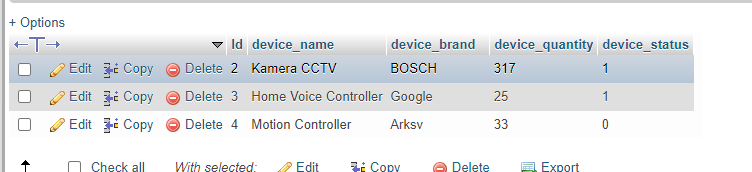 + Options
←T→ Id device_name device_brand device_quantity device_status
Edit Copy Delete 2 Kamera CCTV BOSCH 317 1
Edit Copy Delete 3 Home Voice Controller Google 25 1
Edit Copy Delete 4 Motion Controller Arksv 33 0
Check all With selected: Edit Copy Delete Export